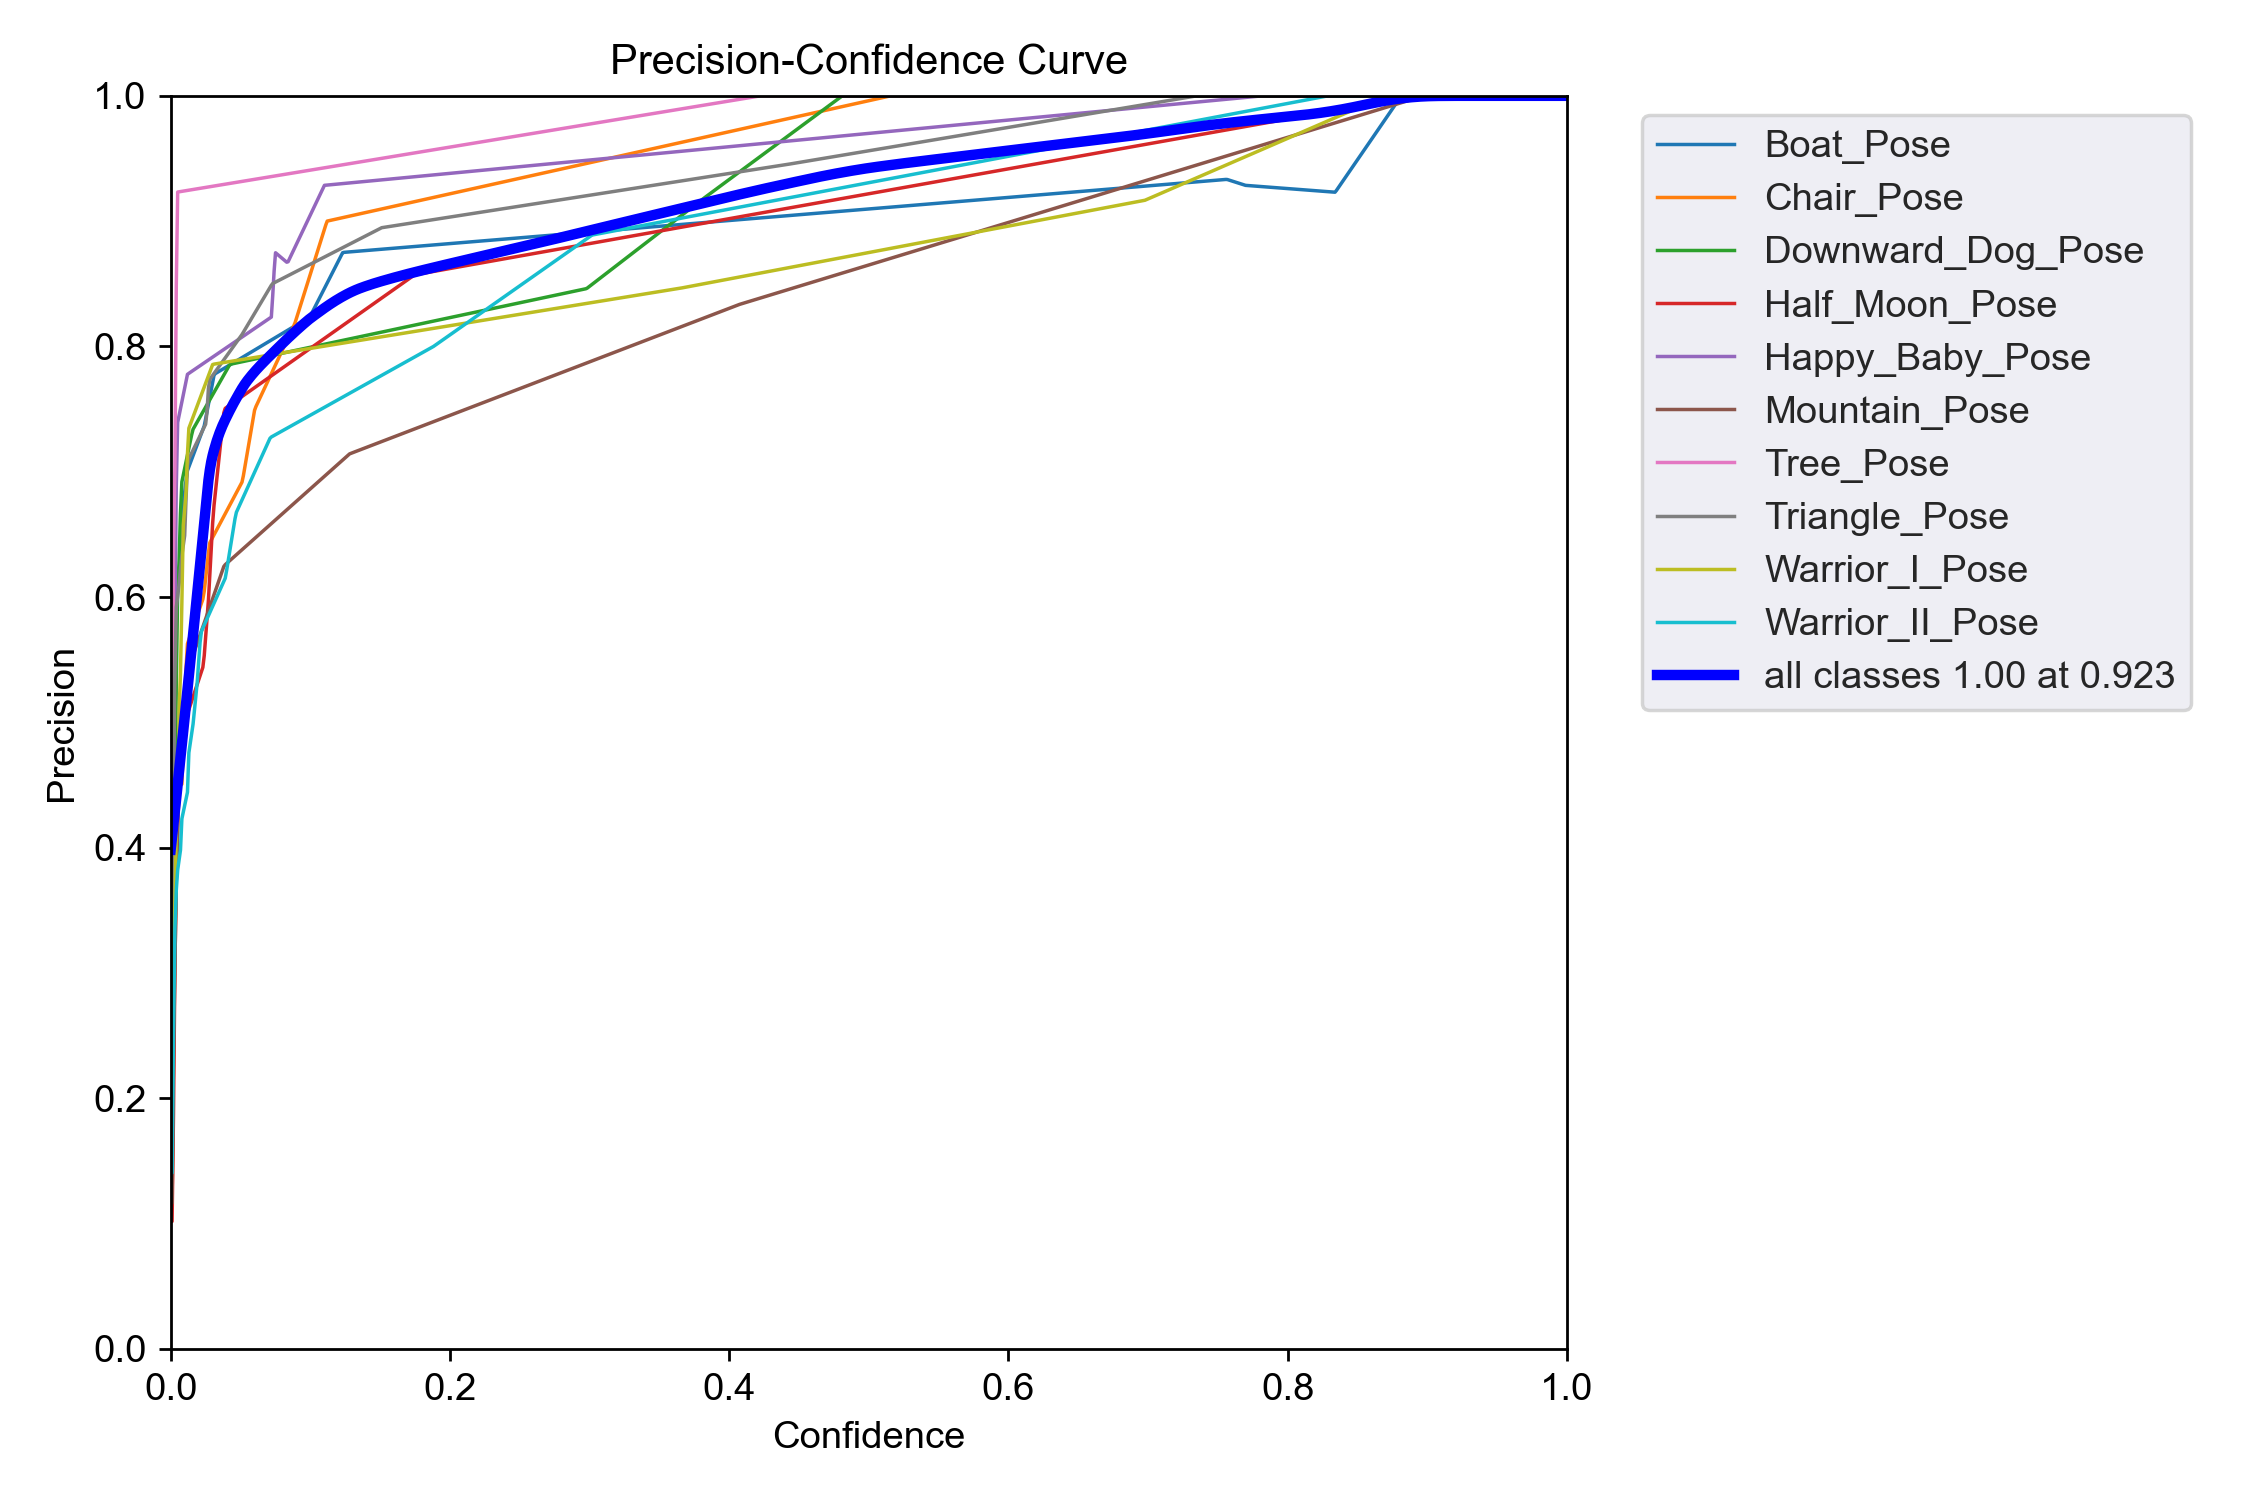 Precision-Confidence Curve
1.0
0.8
0.6
0.4
0.2
0.0
Precision
0.0 0.2 0.4 0.6 0.8 1.0
Confidence
Boat_Pose
Chair_Pose
Downward_Dog_Pose
Half_Moon_Pose
Happy_Baby_Pose
Mountain_Pose
Tree_Pose
Triangle_Pose
Warrior_I_Pose
Warrior_II_Pose
all classes 1.00 at 0.923